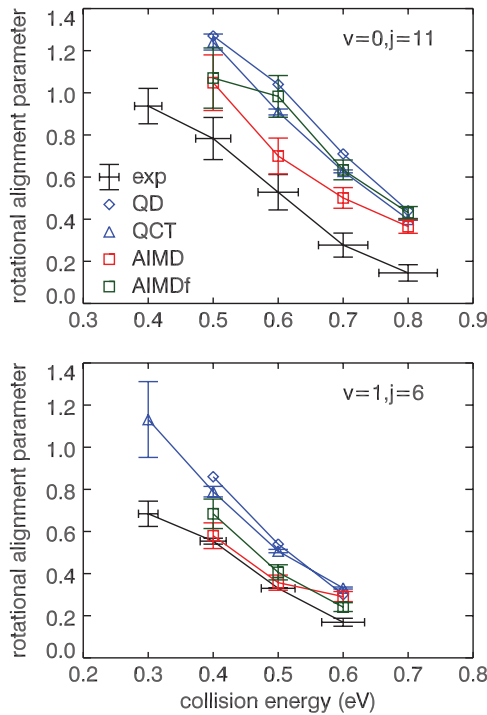 1.4
v=0,j=11
1.2
1.0
0.8
0.6
0.4
0.2
0.0
rotational alignment parameter
exp
QD
QCT
AIMD
AIMDf
0.3 0.4 0.5 0.6 0.7 0.8 0.9
1.4
v=1,j=6
1.2
1.0
0.8
0.6
0.4
0.2
0.0
rotational alignment parameter
0.2 0.3 0.4 0.5 0.6 0.7 0.8
collision energy (eV)